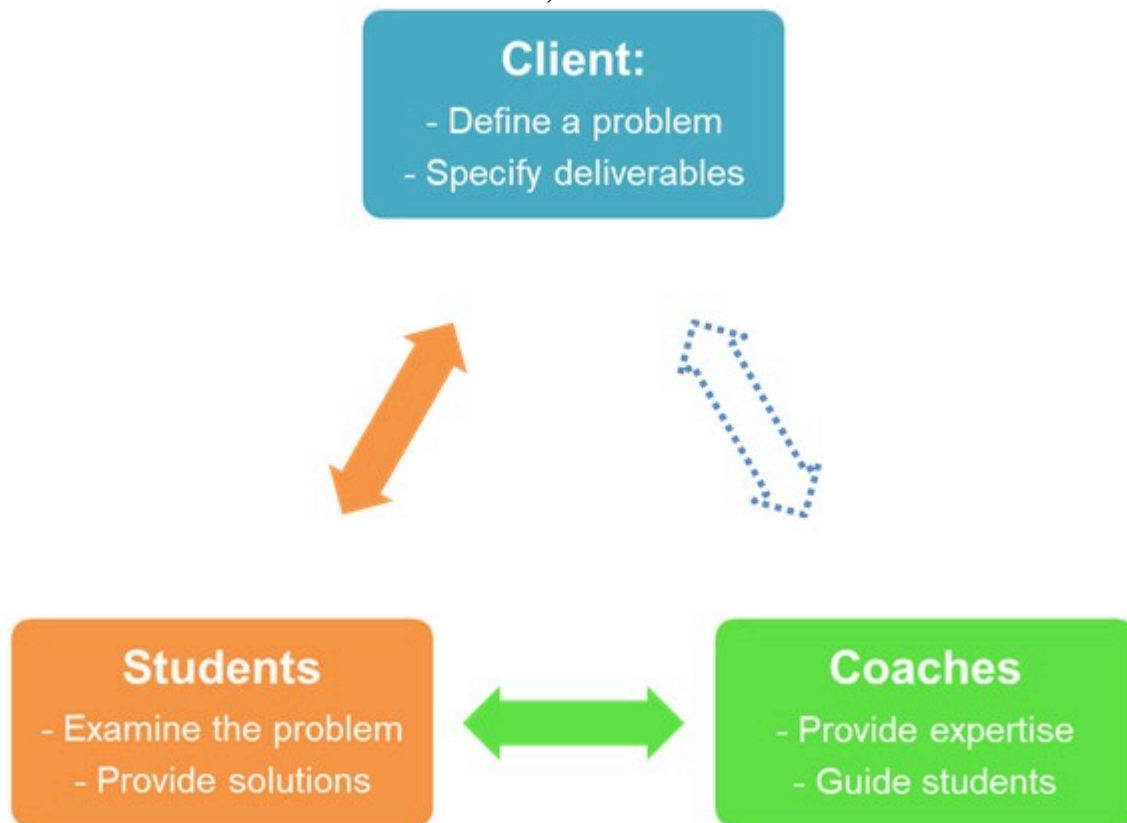 Client:
- Define a problem
- Specify deliverables
Students
- Examine the problem
- Provide solutions
Coaches
- Provide expertise
- Guide students